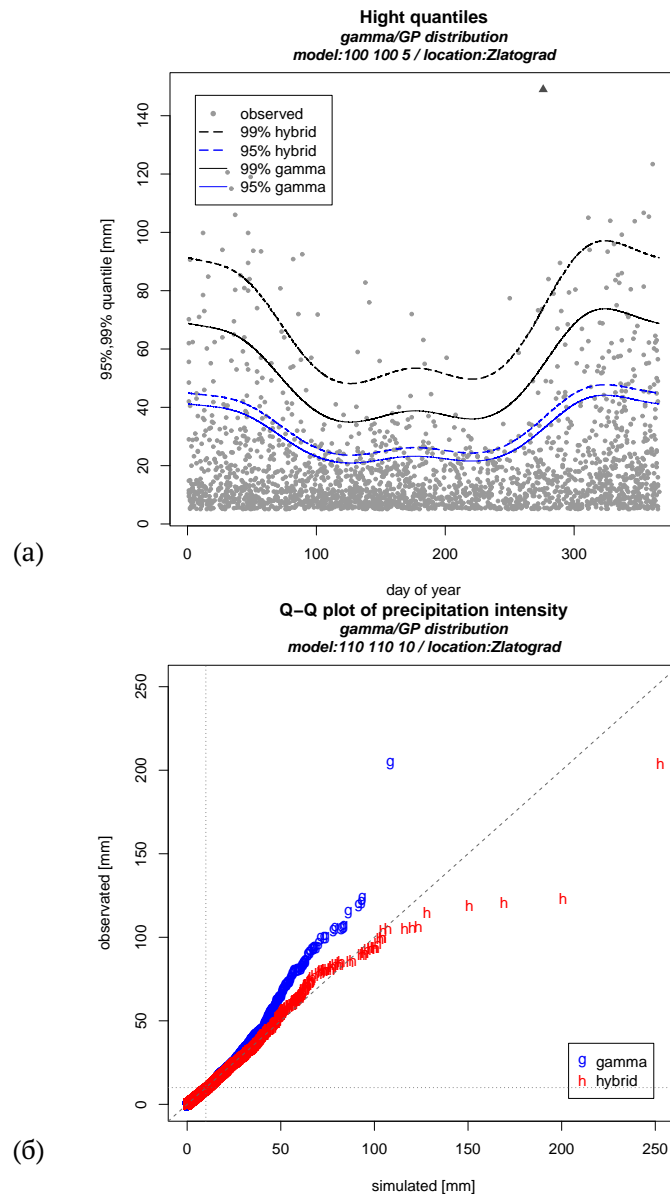 Hight quantiles
gamma/GP distribution
model:100 100 5 / location:Zlatograd
95%,99% quantile [mm]
140
120
100
80
60
40
20
0
observed
99% hybrid
95% hybrid
99% gamma
95% gamma
0 100 200 300
day of year
(а)
Q−Q plot of precipitation intensity
gamma/GP distribution
model:110 110 10 / location:Zlatograd
observated [mm]
250
200
150
100
50
0
g gamma
h hybrid
0 50 100 150 200 250
simulated [mm]
(б)